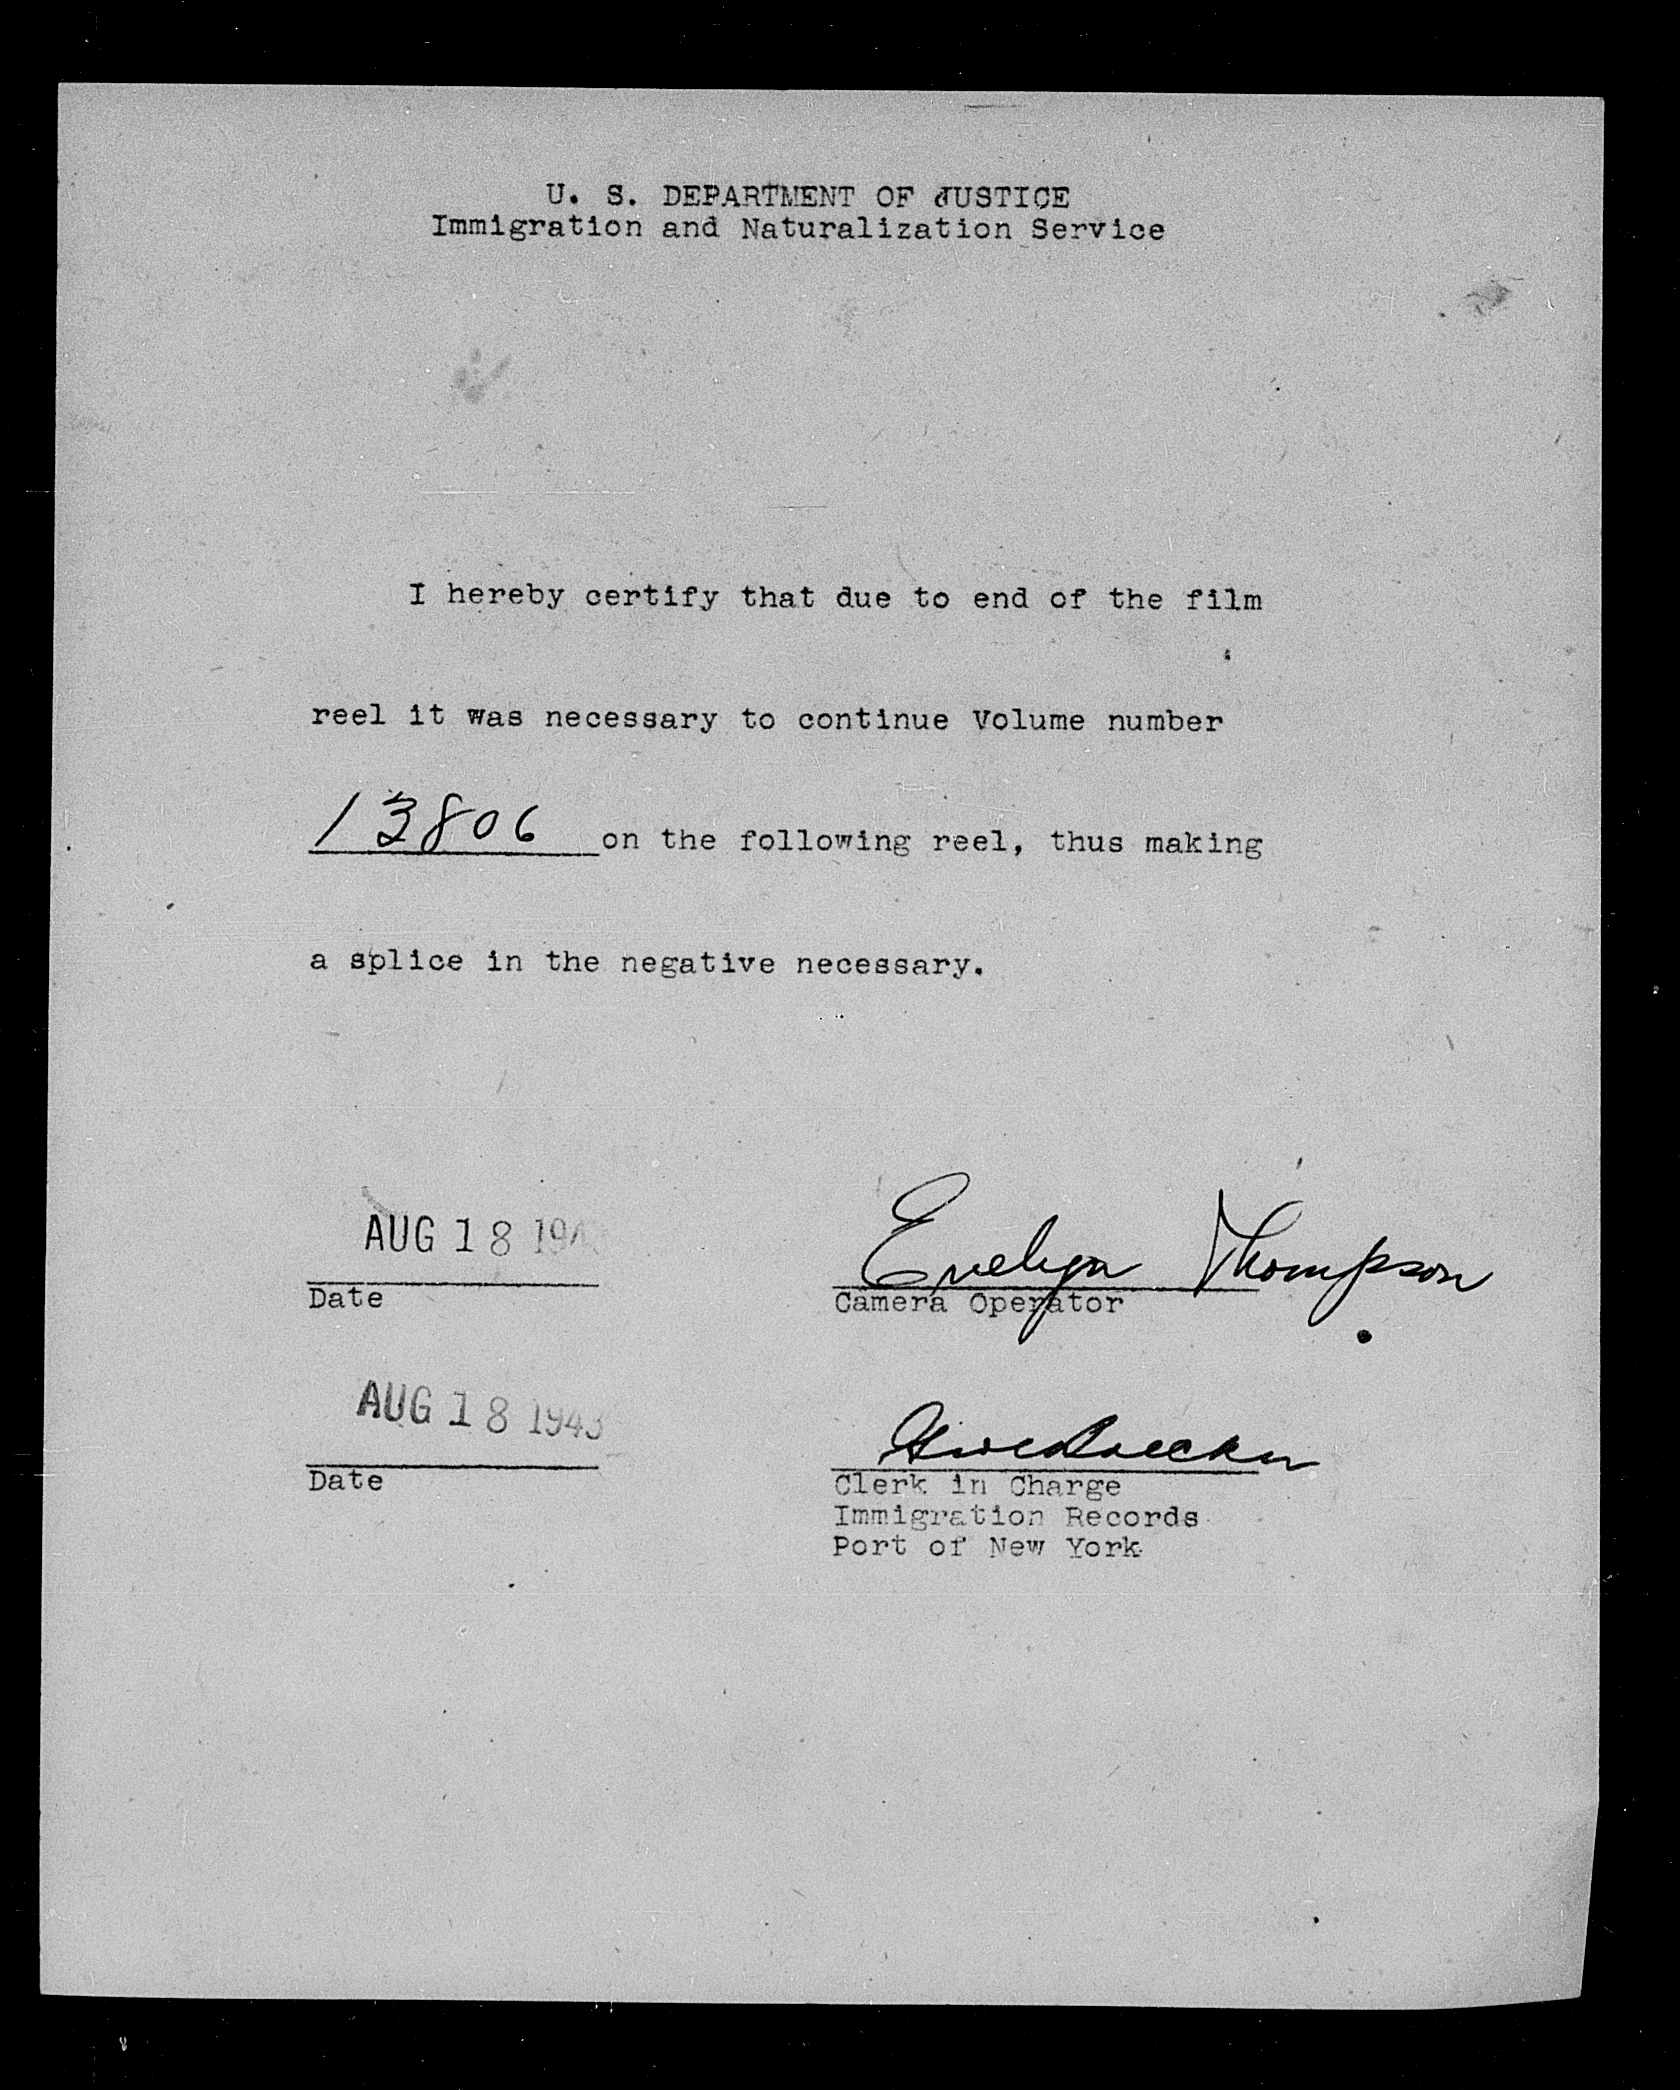 U. S. DEPARTMENT OF JUSTICE
Immigration and Naturalization Service
I hereby certify that due to end of the film
reel it was necessary to continue Volume number
13806 on the following reel, thus making
a splice in the negative necessary.
AUG 18 194
Evelyn Thompson
Date
Camera Operator
AUG 18 1943
Date
Clerk in Charge
Immigration Records
Port of New York